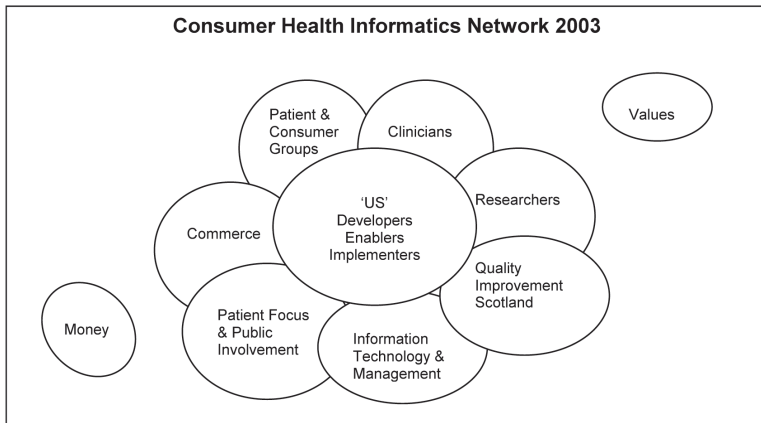 Consumer Health Informatics Network 2003
Patient &
Consumer
Groups
Clinicians
Values
Researchers
'US'
Developers
Enablers
Implementers
Commerce
Quality
Improvement
Scotland
Money
Patient Focus
& Public
Involvement
Information
Technology &
Management